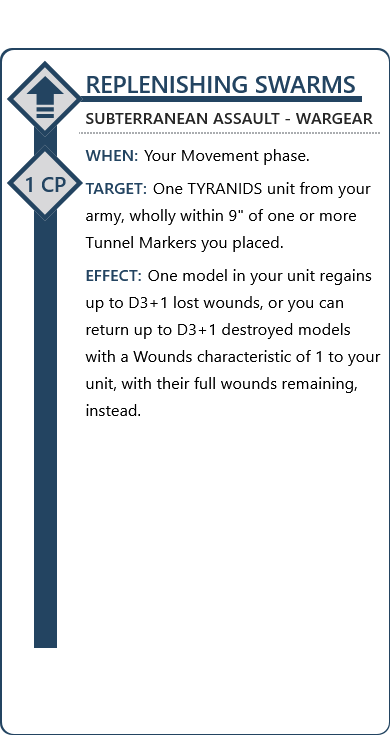 REPLENISHING SWARMS
SUBTERRANEAN ASSAULT - WARGEAR
1 CP
WHEN: Your Movement phase.
TARGET: One TYRANIDS unit from your
army, wholly within 9" of one or more
Tunnel Markers you placed.
EFFECT: One model in your unit regains
up to D3+1 lost wounds, or you can
return up to D3+1 destroyed models
with a Wounds characteristic of 1 to your
unit, with their full wounds remaining,
instead.